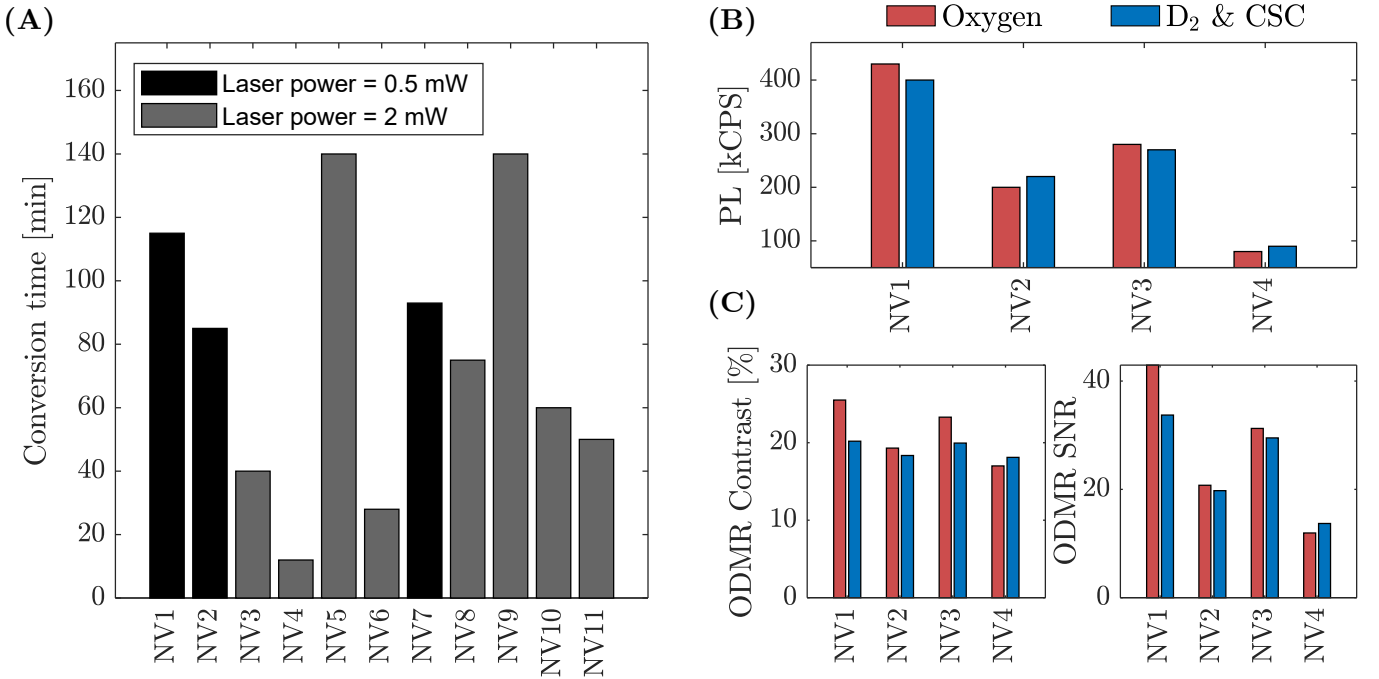 (A)
Conversion time [min]
160
140
120
100
80
60
40
20
0
Laser power = 0.5 mW
Laser power = 2 mW
NV1 NV2 NV3 NV4 NV5 NV6 NV7 NV8 NV9 NV10 NV11
(B)
Oxygen D₂ & CSC
PL [kCPS]
400
300
200
100
NV1 NV2 NV3 NV4
(C)
ODMR Contrast [%]
30
20
10
0
NV1 NV2 NV3 NV4
ODMR SNR
40
20
0
NV1 NV2 NV3 NV4